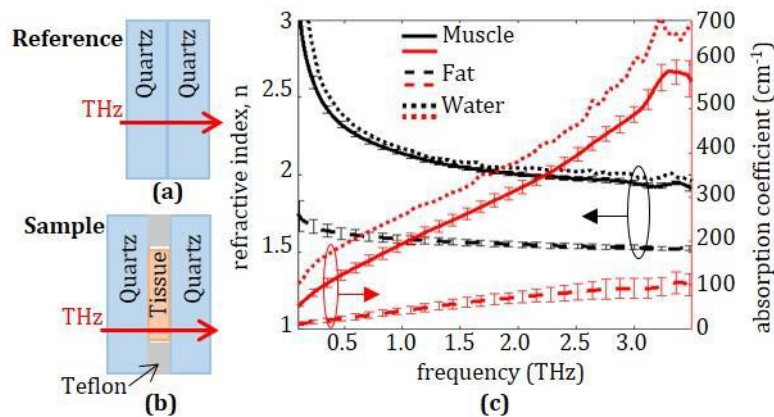 Reference
Quartz
Quartz
THz
(a)
Sample
Quartz
Tissue
Quartz
THz
Teflon
(b)
3
2.5
2
1.5
1
refractive index, n
Muscle
Fat
Water
700
600
500
400
300
200
100
0
absorption coefficient (cm⁻¹)
0.5 1.0 1.5 2.0 2.5 3.0
frequency (THz)
(c)